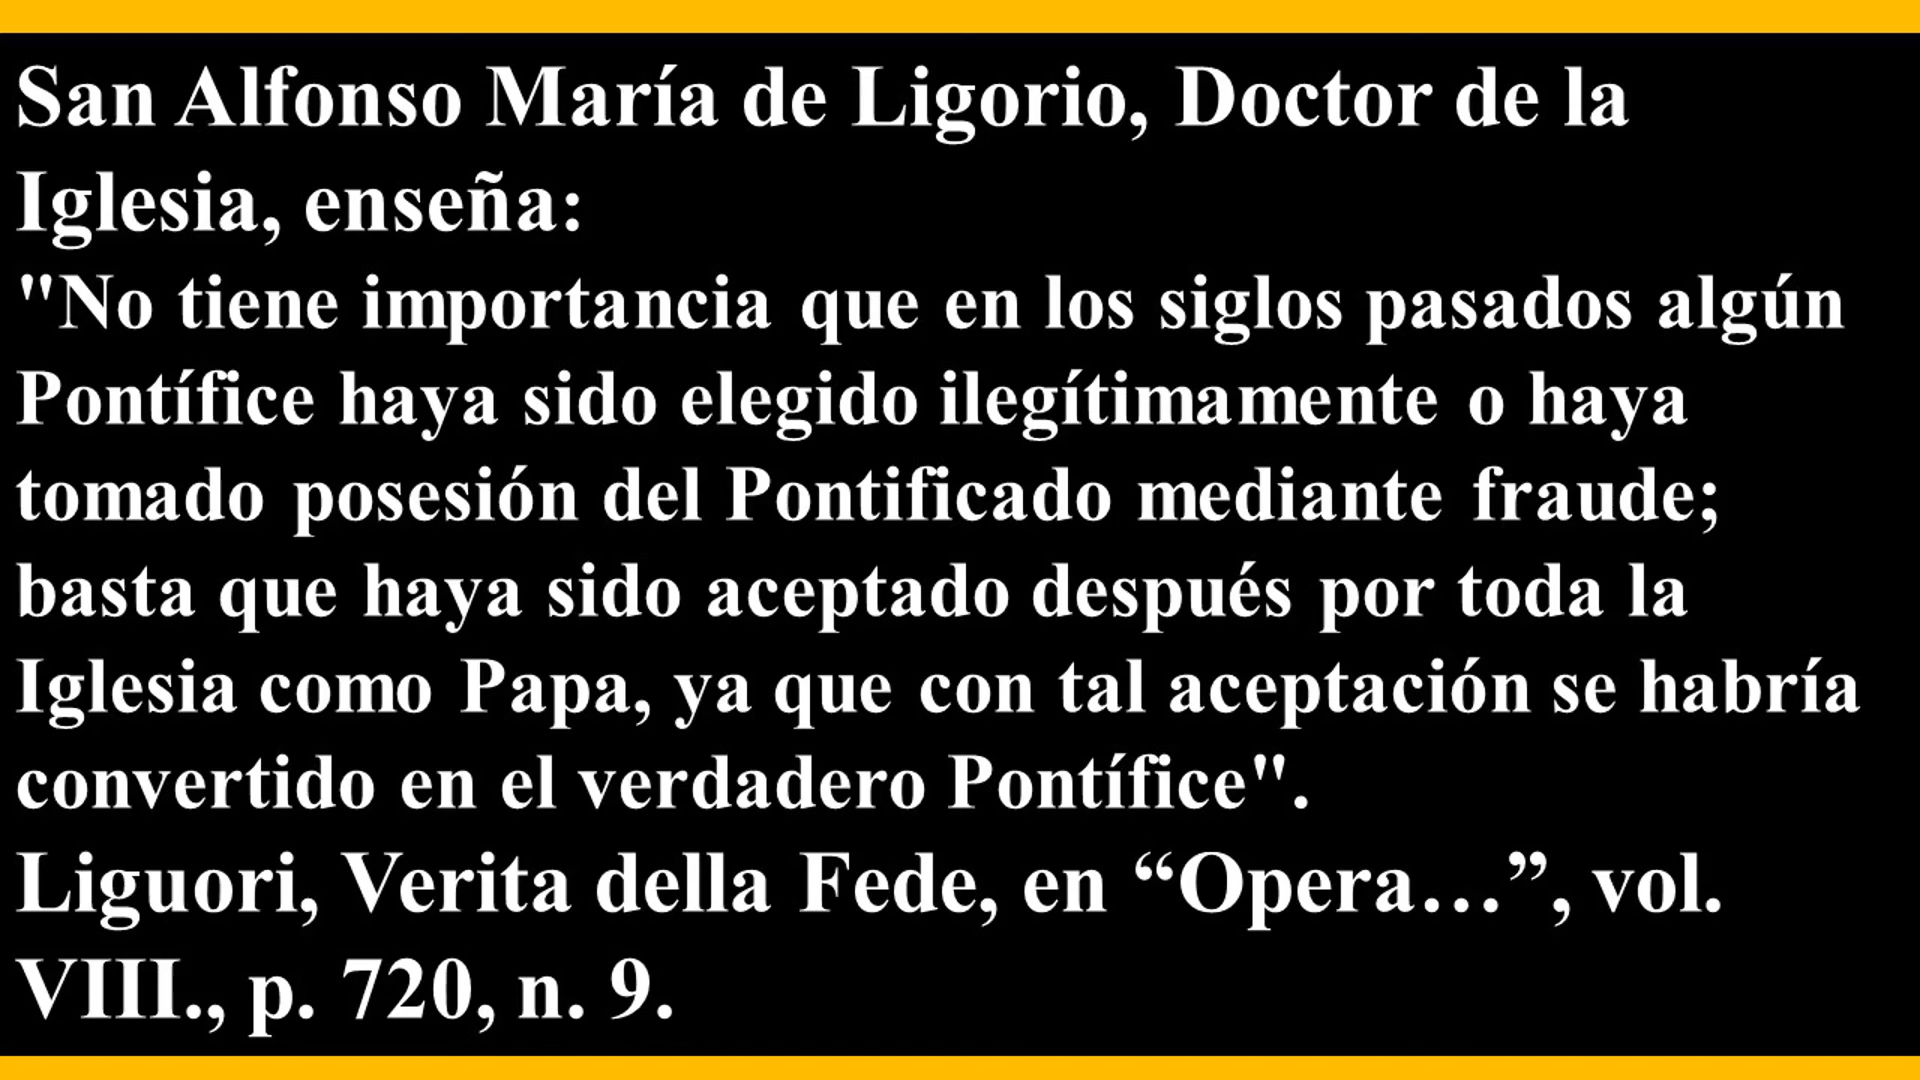 San Alfonso María de Ligorio, Doctor de la
Iglesia, enseña:
"No tiene importancia que en los siglos pasados algún
Pontífice haya sido elegido ilegítimamente o haya
tomado posesión del Pontificado mediante fraude;
basta que haya sido aceptado después por toda la
Iglesia como Papa, ya que con tal aceptación se habría
convertido en el verdadero Pontífice".
Liguori, Verita della Fede, en “Opera…”, vol.
VIII., p. 720, n. 9.